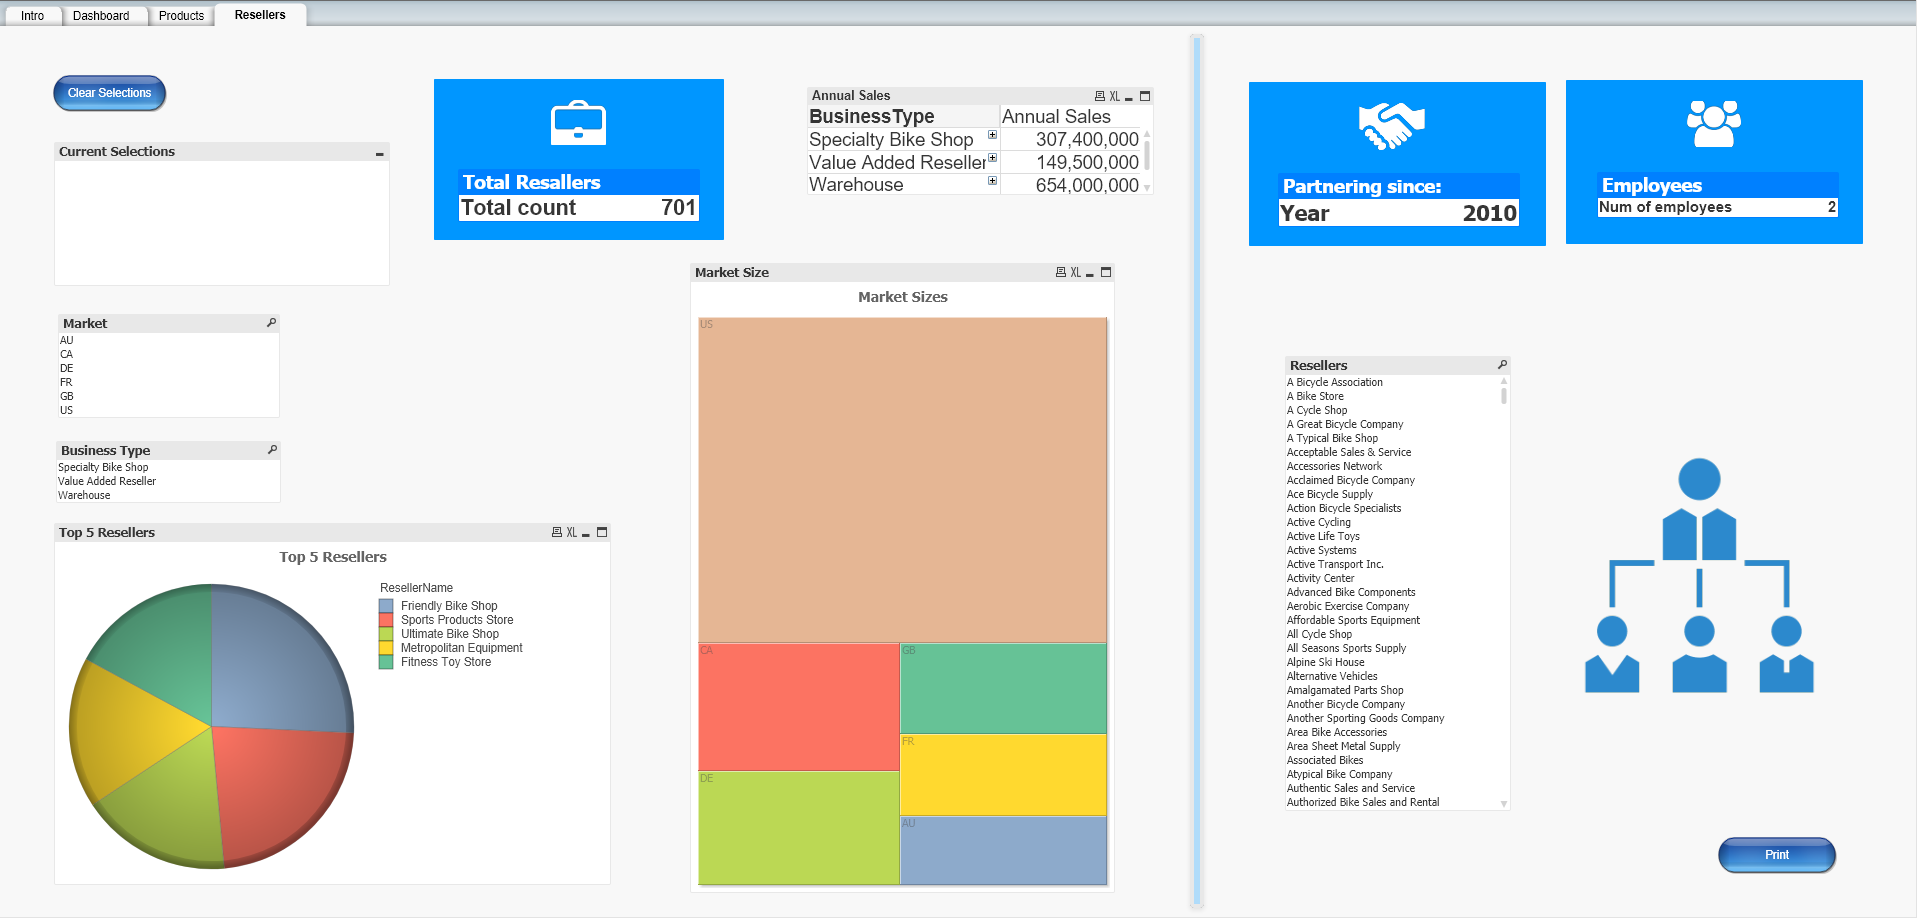 Intro
Dashboard
Products
Resellers
Clear Selections
Current Selections
Market
AU
CA
DE
FR
GB
US
Business Type
Specialty Bike Shop
Value Added Reseller
Warehouse
Total Resallers
Total count 701
Annual Sales
XL
BusinessType Annual Sales
Specialty Bike Shop 307,400,000
Value Added Reseller 149,500,000
Warehouse 654,000,000
Top 5 Resellers
XL
Top 5 Resellers
ResellerName
Friendly Bike Shop
Sports Products Store
Ultimate Bike Shop
Metropolitan Equipment
Fitness Toy Store
Market Size
XL
Market Sizes
US
CA
GB
FR
DE
AU
Partnering since:
Year 2010
Employees
Num of employees 2
Resellers
A Bicycle Association
A Bike Store
A Cycle Shop
A Great Bicycle Company
A Typical Bike Shop
Acceptable Sales & Service
Accessories Network
Acclaimed Bicycle Company
Ace Bicycle Supply
Action Bicycle Specialists
Active Cycling
Active Life Toys
Active Systems
Active Transport Inc.
Activity Center
Advanced Bike Components
Aerobic Exercise Company
Affordable Sports Equipment
All Cycle Shop
All Seasons Sports Supply
Alpine Ski House
Alternative Vehicles
Amalgamated Parts Shop
Another Bicycle Company
Another Sporting Goods Company
Area Bike Accessories
Area Sheet Metal Supply
Associated Bikes
Atypical Bike Company
Authentic Sales and Service
Authorized Bike Sales and Rental
Print